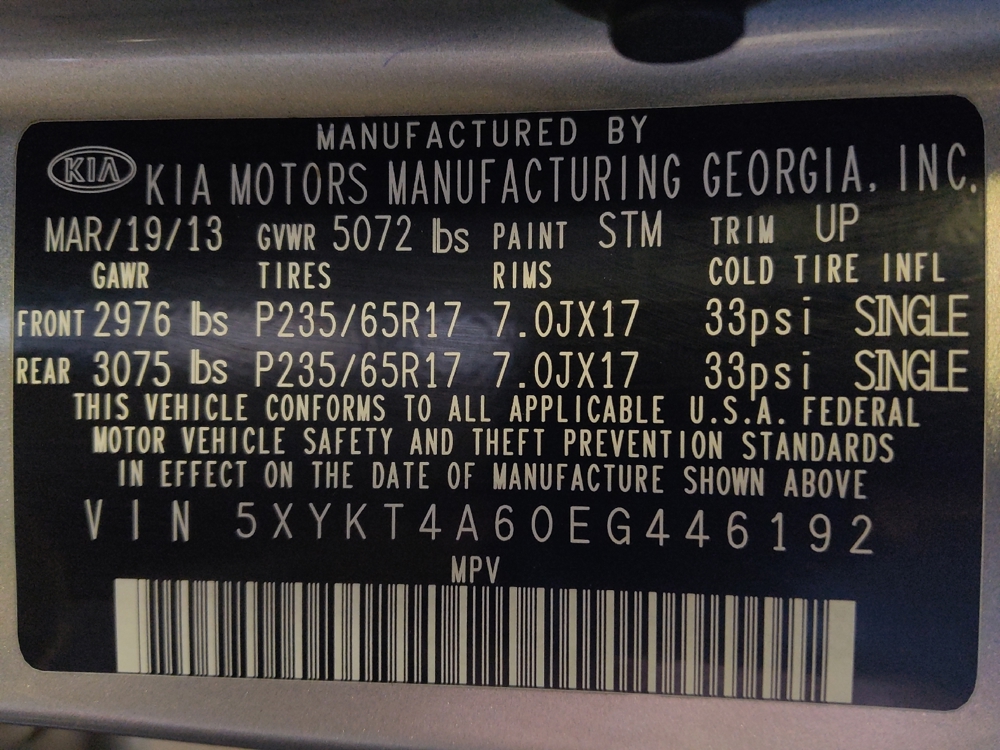 MANUFACTURED BY
KIA KIA MOTORS MANUFACTURING GEORGIA, INC.
MAR/19/13 GVWR 5072 lbs PAINT STM TRIM UP
GAWR TIRES RIMS COLD TIRE INFL
FRONT 2976 lbs P235/65R17 7.0JX17 33psi SINGLE
REAR 3075 lbs P235/65R17 7.0JX17 33psi SINGLE
THIS VEHICLE CONFORMS TO ALL APPLICABLE U.S.A. FEDERAL
MOTOR VEHICLE SAFETY AND THEFT PREVENTION STANDARDS
IN EFFECT ON THE DATE OF MANUFACTURE SHOWN ABOVE
VIN 5XYKT4A60EG446192
MPV